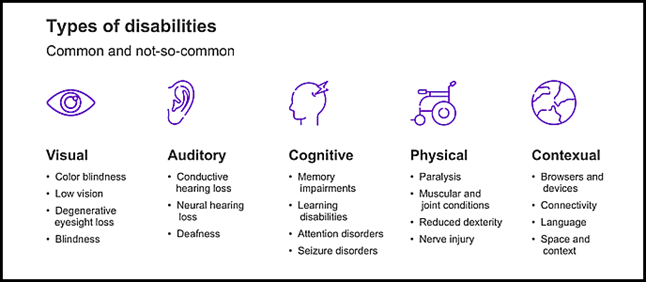 Types of disabilities
Common and not-so-common
Visual
• Color blindness
• Low vision
• Degenerative
eyesight loss
• Blindness
Auditory
• Conductive
hearing loss
• Neural hearing
loss
• Deafness
Cognitive
• Memory
impairments
• Learning
disabilities
• Attention disorders
• Seizure disorders
Physical
• Paralysis
• Muscular and
joint conditions
• Reduced dexterity
• Nerve injury
Contexual
• Browsers and
devices
• Connectivity
• Language
• Space and
context